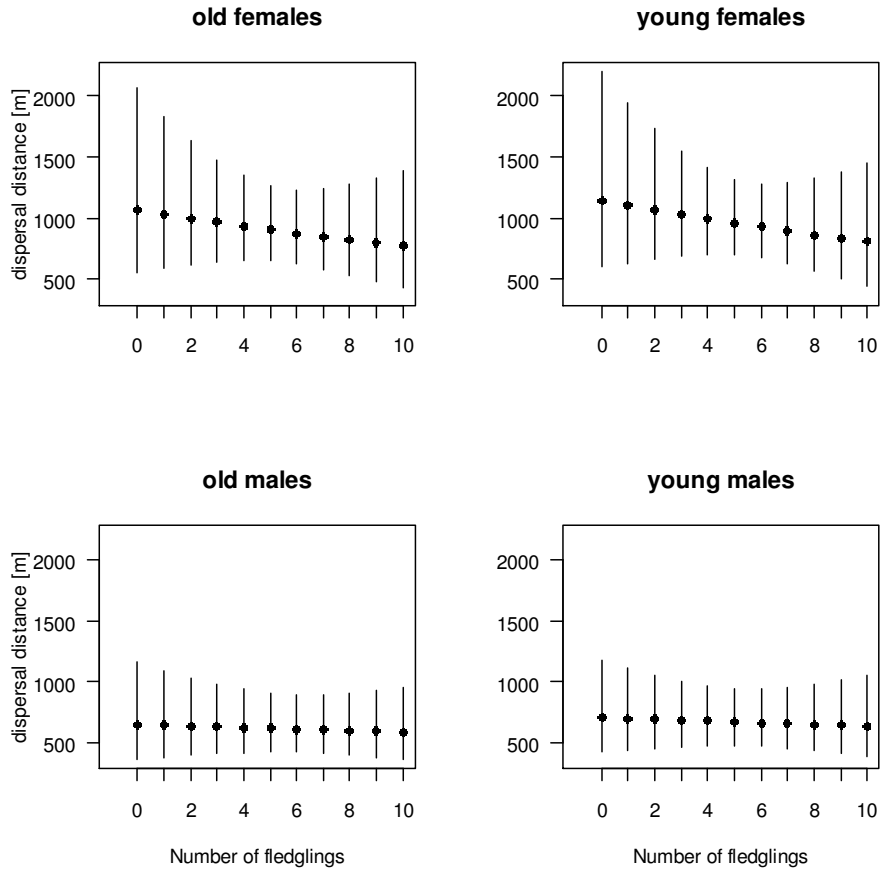 old females
young females
dispersal distance [m]
2000
1500
1000
500
0 2 4 6 8 10
2000
1500
1000
500
0 2 4 6 8 10
old males
young males
dispersal distance [m]
2000
1500
1000
500
0 2 4 6 8 10
Number of fledglings
2000
1500
1000
500
0 2 4 6 8 10
Number of fledglings